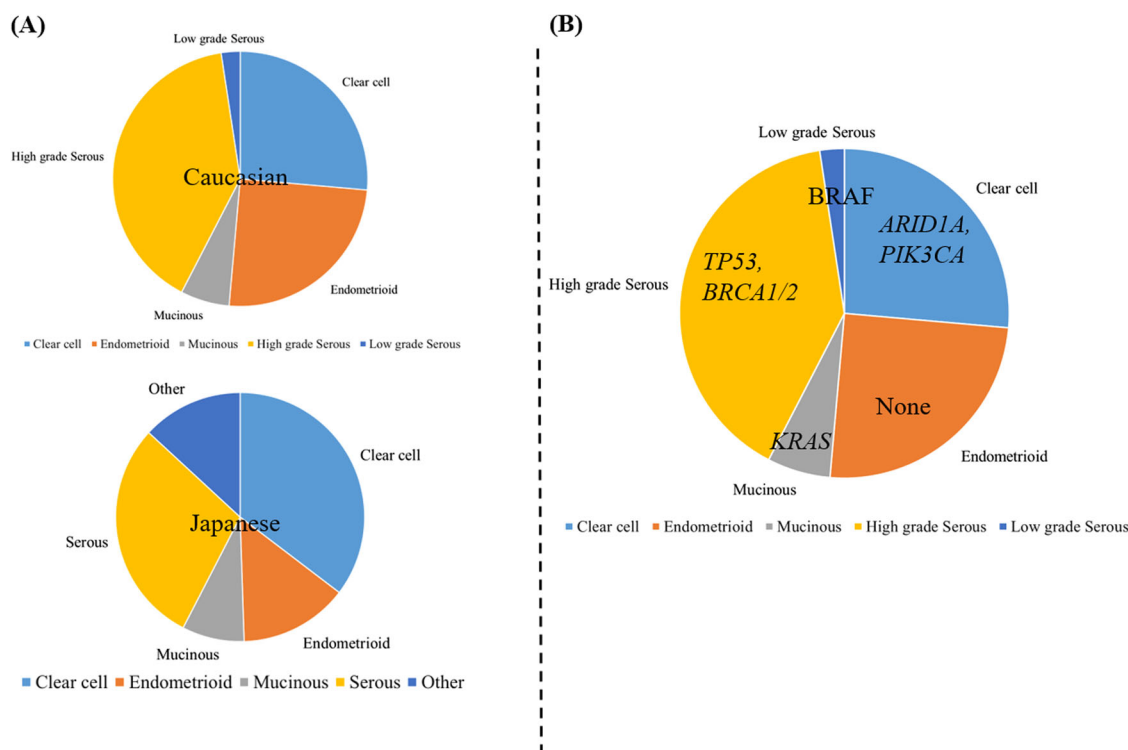 (A)
Low grade Serous
Clear cell
High grade Serous
Caucasian
Endometrioid
Mucinous
Clear cell Endometrioid Mucinous High grade Serous Low grade Serous
Other
Clear cell
Japanese
Serous
Endometrioid
Mucinous
Clear cell Endometrioid Mucinous Serous Other
(B)
Low grade Serous
Clear cell
BRAF
ARID1A,
PIK3CA
TP53,
BRCA1/2
High grade Serous
None
KRAS
Endometrioid
Mucinous
Clear cell Endometrioid Mucinous High grade Serous Low grade Serous